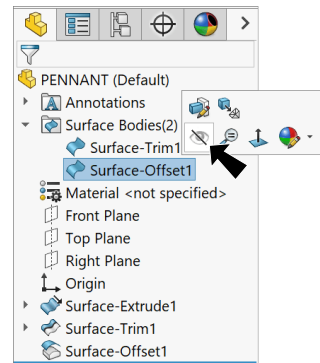 PENNANT (Default)
Annotations
Surface Bodies(2)
Surface-Trim1
Surface-Offset1
Material <not specified>
Front Plane
Top Plane
Right Plane
Origin
Surface-Extrude1
Surface-Trim1
Surface-Offset1